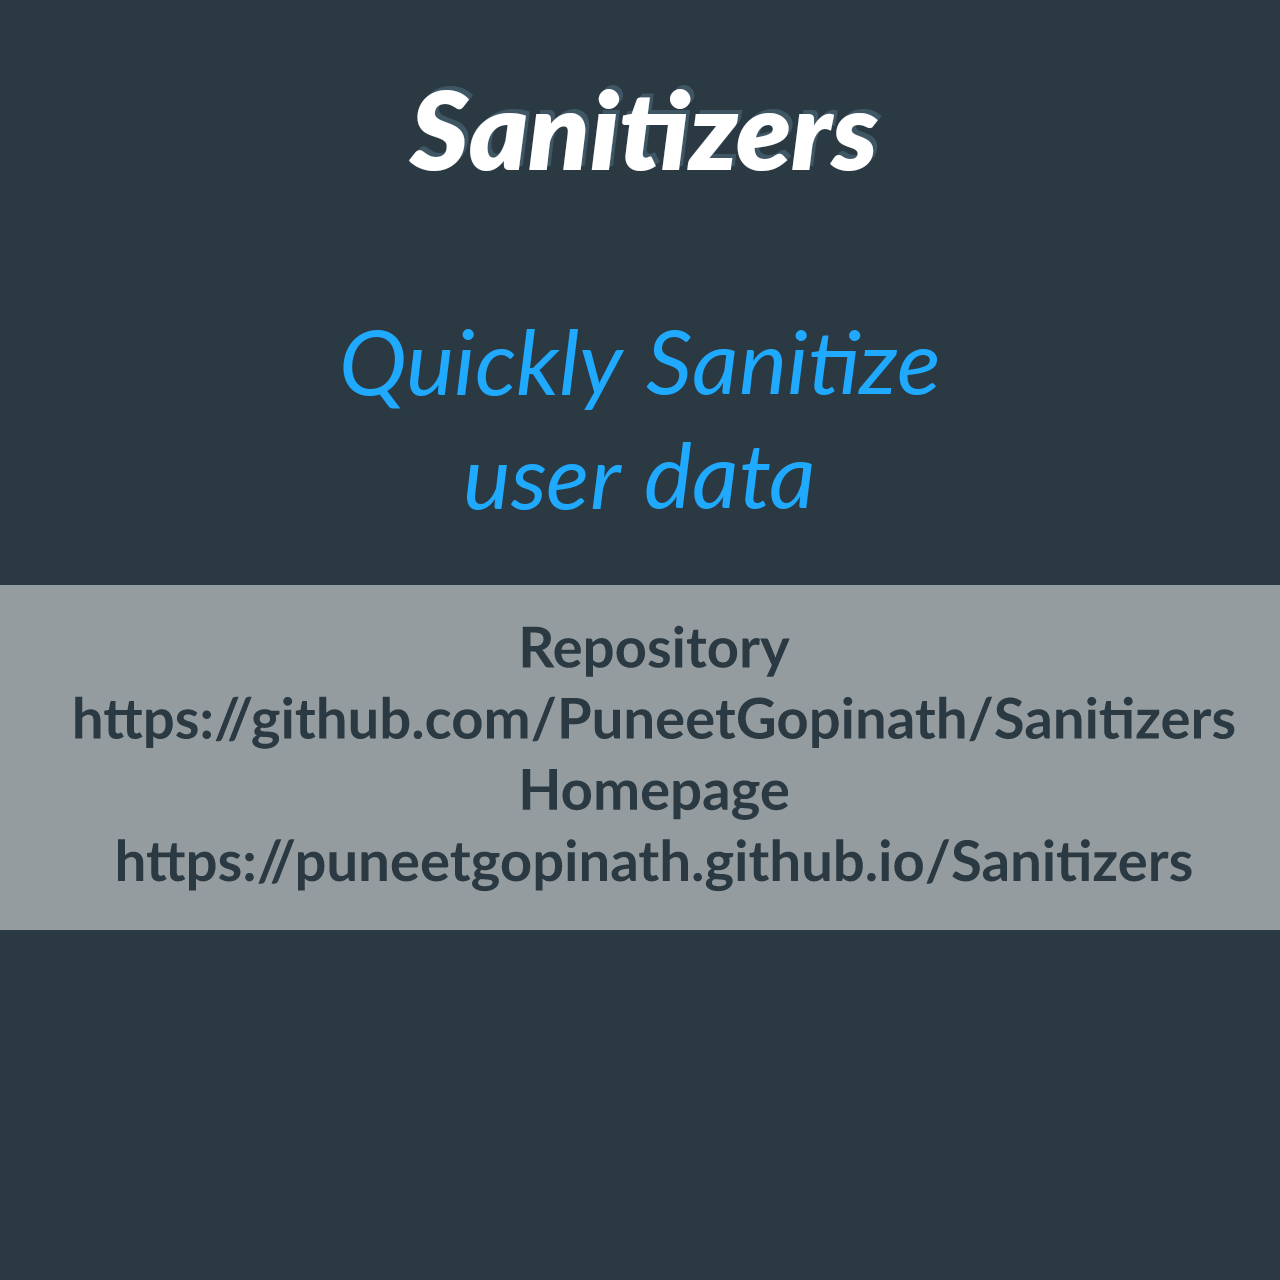 Sanitizers
Quickly Sanitize
user data
Repository
https://github.com/PuneetGopinath/Sanitizers
Homepage
https://puneetgopinath.github.io/Sanitizers